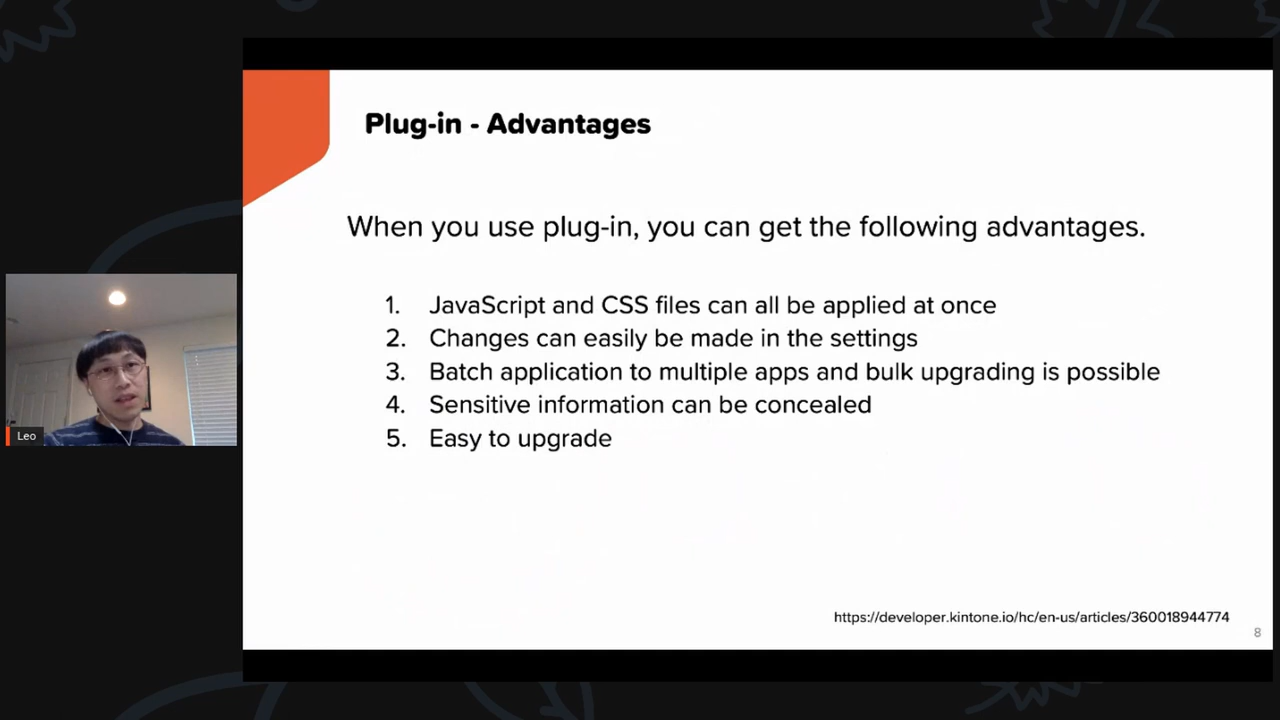 Plug-in - Advantages
When you use plug-in, you can get the following advantages.
1. JavaScript and CSS files can all be applied at once
2. Changes can easily be made in the settings
3. Batch application to multiple apps and bulk upgrading is possible
4. Sensitive information can be concealed
5. Easy to upgrade
Leo
https://developer.kintone.io/hc/en-us/articles/360018944774
8